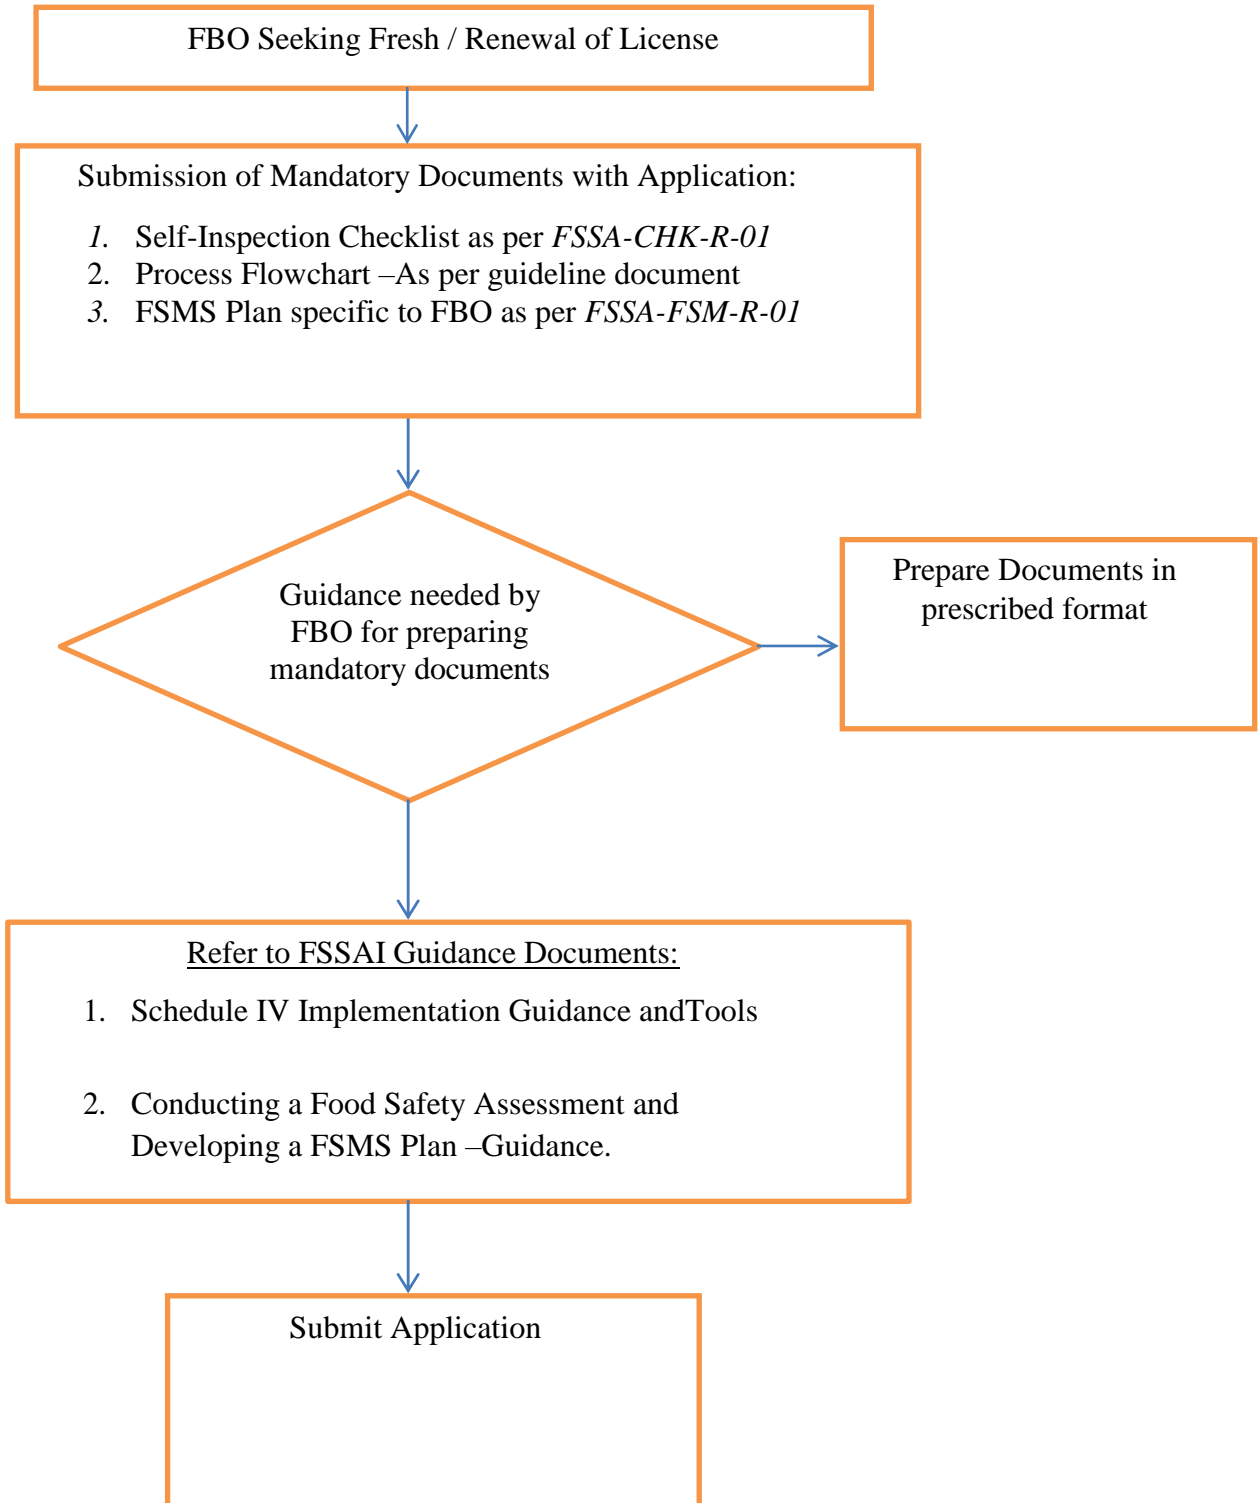 FBO Seeking Fresh / Renewal of License
Submission of Mandatory Documents with Application:
1. Self-Inspection Checklist as per FSSA-CHK-R-01
2. Process Flowchart –As per guideline document
3. FSMS Plan specific to FBO as per FSSA-FSM-R-01
Guidance needed by
FBO for preparing
mandatory documents
Prepare Documents in
prescribed format
Refer to FSSAI Guidance Documents:
1. Schedule IV Implementation Guidance andTools
2. Conducting a Food Safety Assessment and
Developing a FSMS Plan –Guidance.
Submit Application